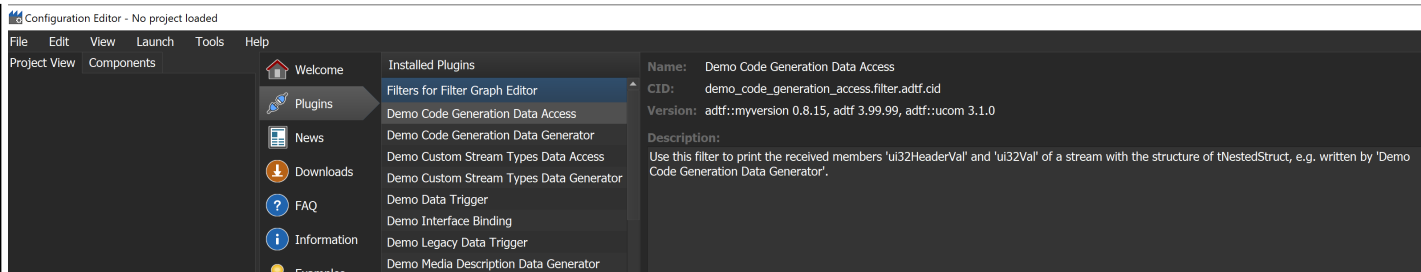 Configuration Editor - No project loaded
File Edit View Launch Tools Help
Project View Components
Welcome
Plugins
News
Downloads
FAQ
Information
Examples
Installed Plugins
Filters for Filter Graph Editor
Demo Code Generation Data Access
Demo Code Generation Data Generator
Demo Custom Stream Types Data Access
Demo Custom Stream Types Data Generator
Demo Data Trigger
Demo Interface Binding
Demo Legacy Data Trigger
Demo Media Description Data Generator
Name: Demo Code Generation Data Access
CID: demo_code_generation_access.filter.adtf.cid
Version: adtf::myversion 0.8.15, adtf 3.99.99, adtf::ucom 3.1.0
Description:
Use this filter to print the received members 'ui32HeaderVal' and 'ui32Val' of a stream with the structure of tNestedStruct, e.g. written by 'Demo
Code Generation Data Generator'.